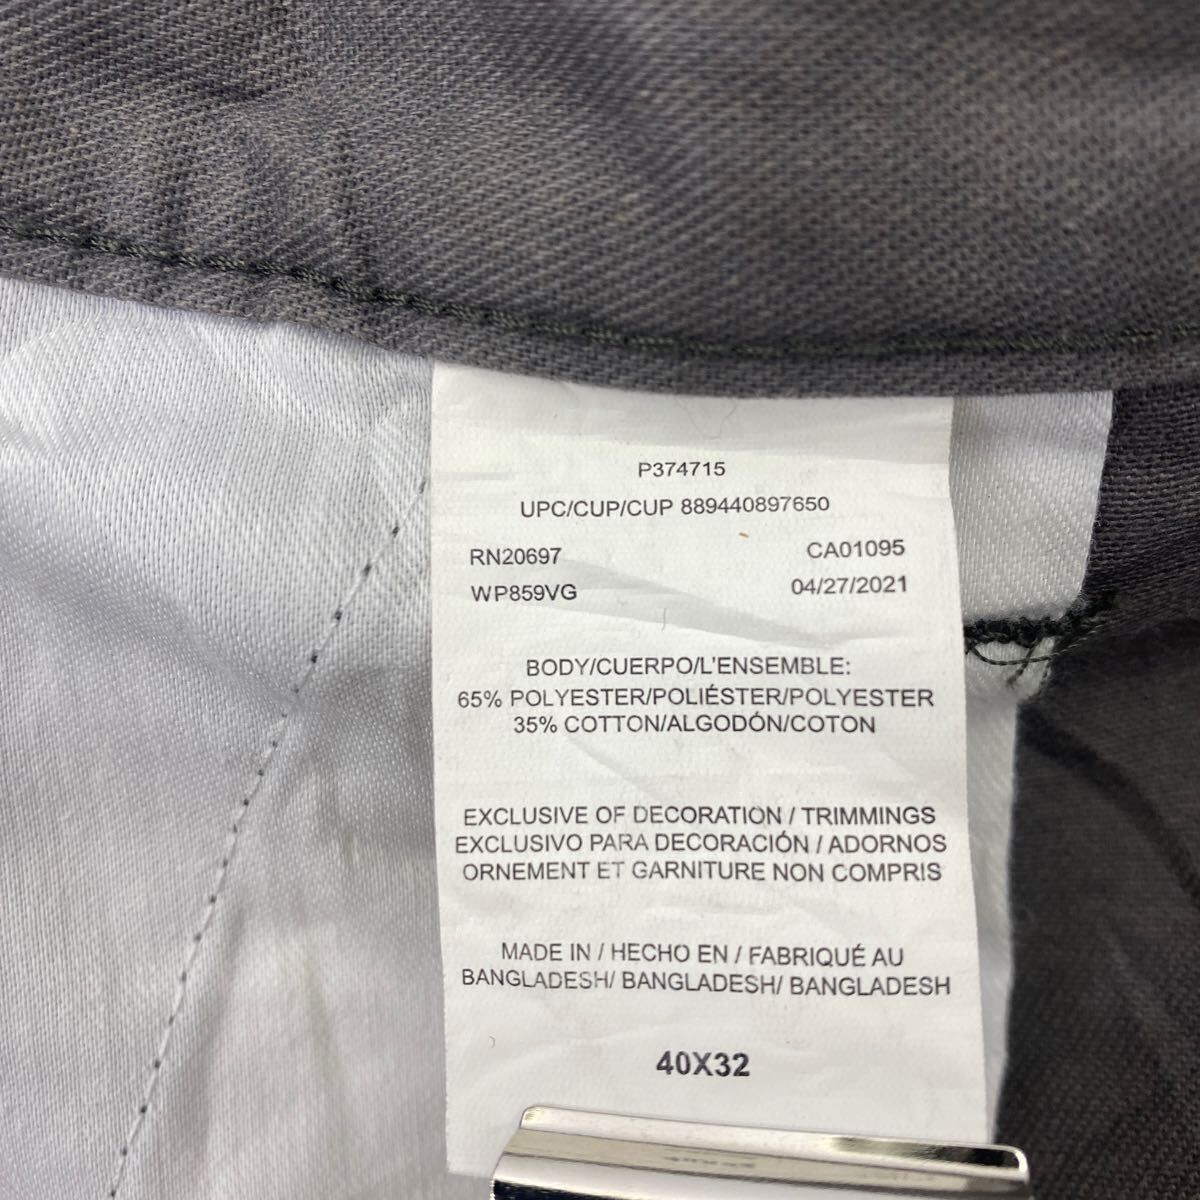 P374715
UPC/CUP/CUP 889440897650
RN20697 CA01095
WP859VG 04/27/2021
BODY/CUERPO/L'ENSEMBLE:
65% POLYESTER/POLIÉSTER/POLYESTER
35% COTTON/ALGODÓN/COTON
EXCLUSIVE OF DECORATION / TRIMMINGS
EXCLUSIVO PARA DECORACIÓN / ADORNOS
ORNEMENT ET GARNITURE NON COMPRIS
MADE IN / HECHO EN / FABRIQUÉ AU
BANGLADESH/ BANGLADESH/ BANGLADESH
40X32